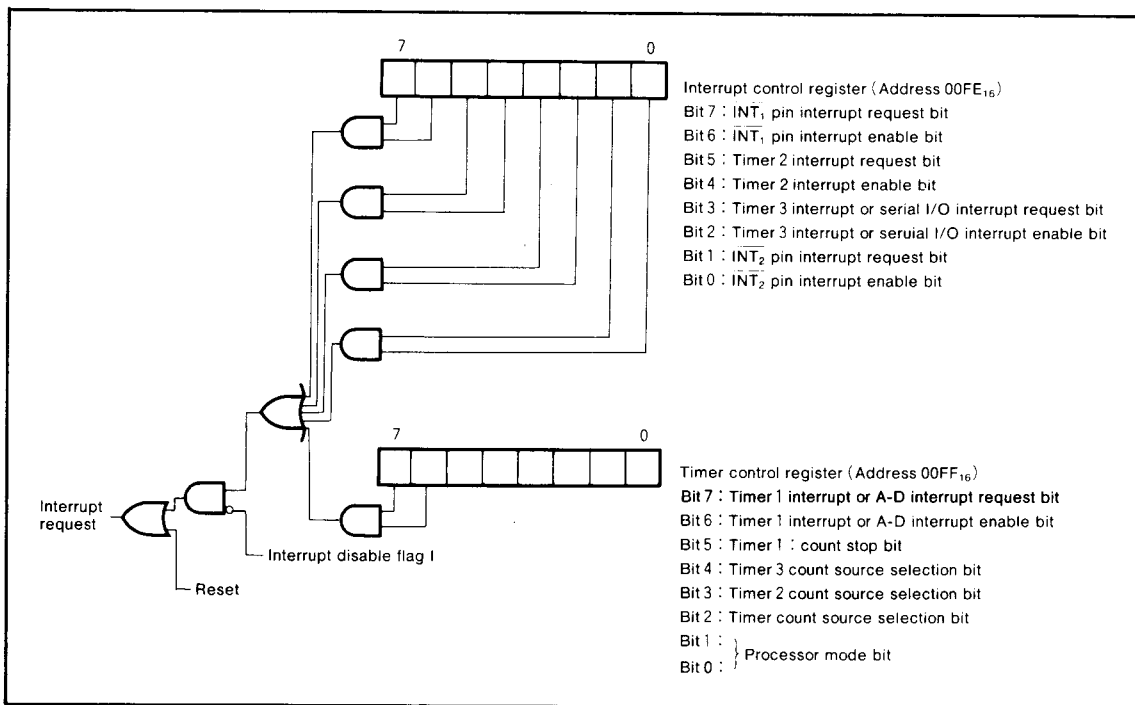 7 0
Interrupt control register (Address 00FE₁₆)
Bit 7 : I̅N̅T̅₁ pin interrupt request bit
Bit 6 : I̅N̅T̅₁ pin interrupt enable bit
Bit 5 : Timer 2 interrupt request bit
Bit 4 : Timer 2 interrupt enable bit
Bit 3 : Timer 3 interrupt or serial I/O interrupt request bit
Bit 2 : Timer 3 interrupt or seruial I/O interrupt enable bit
Bit 1 : I̅N̅T̅₂ pin interrupt request bit
Bit 0 : I̅N̅T̅₂ pin interrupt enable bit
7 0
Timer control register (Address 00FF₁₆)
Bit 7 : Timer 1 interrupt or A-D interrupt request bit
Bit 6 : Timer 1 interrupt or A-D interrupt enable bit
Bit 5 : Timer 1 : count stop bit
Bit 4 : Timer 3 count source selection bit
Bit 3 : Timer 2 count source selection bit
Bit 2 : Timer count source selection bit
Bit 1 :
Processor mode bit
Bit 0 :
Interrupt
request
Interrupt disable flag I
Reset